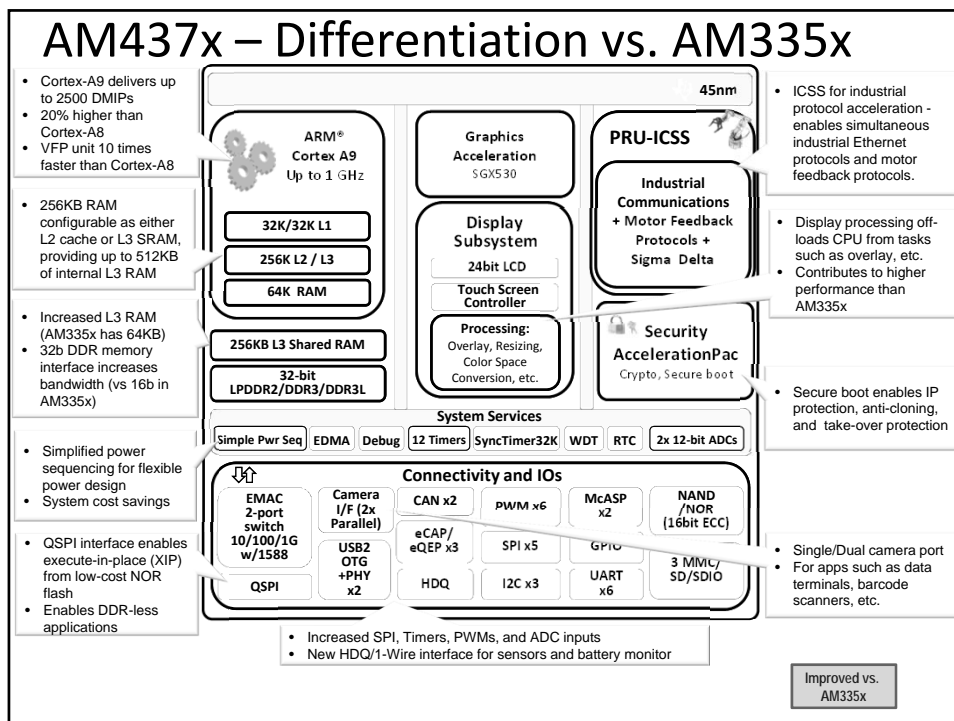 AM437x – Differentiation vs. AM335x
• Cortex-A9 delivers up
to 2500 DMIPs
• 20% higher than
Cortex-A8
• VFP unit 10 times
faster than Cortex-A8
• 256KB RAM
configurable as either
L2 cache or L3 SRAM,
providing up to 512KB
of internal L3 RAM
• Increased L3 RAM
(AM335x has 64KB)
• 32b DDR memory
interface increases
bandwidth (vs 16b in
AM335x)
• Simplified power
sequencing for flexible
power design
• System cost savings
• QSPI interface enables
execute-in-place (XIP)
from low-cost NOR
flash
• Enables DDR-less
applications
45nm
ARM®
Cortex A9
Up to 1 GHz
32K/32K L1
256K L2 / L3
64K RAM
256KB L3 Shared RAM
32-bit
LPDDR2/DDR3/DDR3L
Graphics
Acceleration
SGX530
Display
Subsystem
24bit LCD
Touch Screen
Controller
Processing:
Overlay, Resizing,
Color Space
Conversion, etc.
PRU-ICSS
Industrial
Communications
+ Motor Feedback
Protocols +
Sigma Delta
Security
AccelerationPac
Crypto, Secure boot
System Services
Simple Pwr Seq
EDMA
Debug
12 Timers
SyncTimer32K
WDT
RTC
2x 12-bit ADCs
Connectivity and IOs
EMAC
2-port
switch
10/100/1G
w/1588
QSPI
Camera
I/F (2x
Parallel)
USB2
OTG
+PHY
x2
CAN x2
eCAP/
eQEP x3
HDQ
PWM x6
SPI x5
I2C x3
McASP
x2
GPIO
UART
x6
NAND
/NOR
(16bit ECC)
3 MMC/
SD/SDIO
• ICSS for industrial
protocol acceleration -
enables simultaneous
industrial Ethernet
protocols and motor
feedback protocols.
• Display processing off-
loads CPU from tasks
such as overlay, etc.
• Contributes to higher
performance than
AM335x
• Secure boot enables IP
protection, anti-cloning,
and take-over protection
• Single/Dual camera port
• For apps such as data
terminals, barcode
scanners, etc.
• Increased SPI, Timers, PWMs, and ADC inputs
• New HDQ/1-Wire interface for sensors and battery monitor
Improved vs.
AM335x